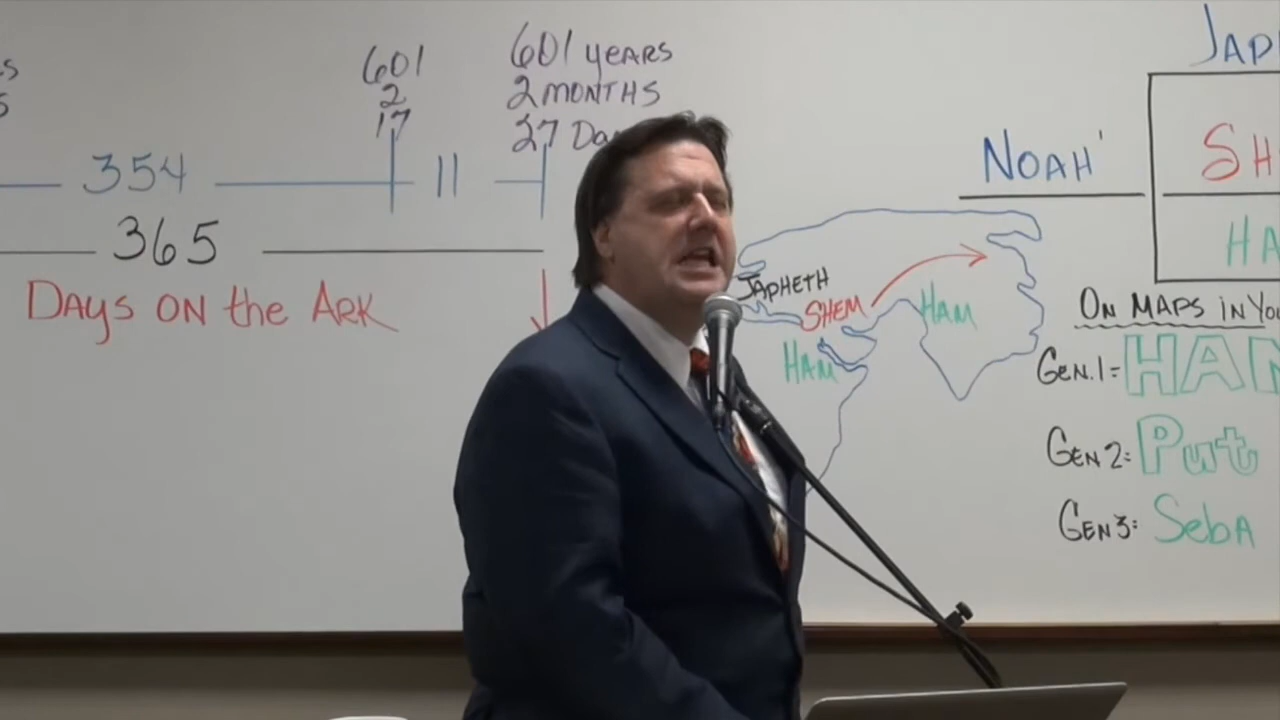 601
2
17
601 years
2 MONTHS
27
354
11
365
Days on the Ark
Noah'
Japheth
Shem
Ham
Ham
On Maps in
Gen.1=
Gen 2: Put
Gen 3: Seba